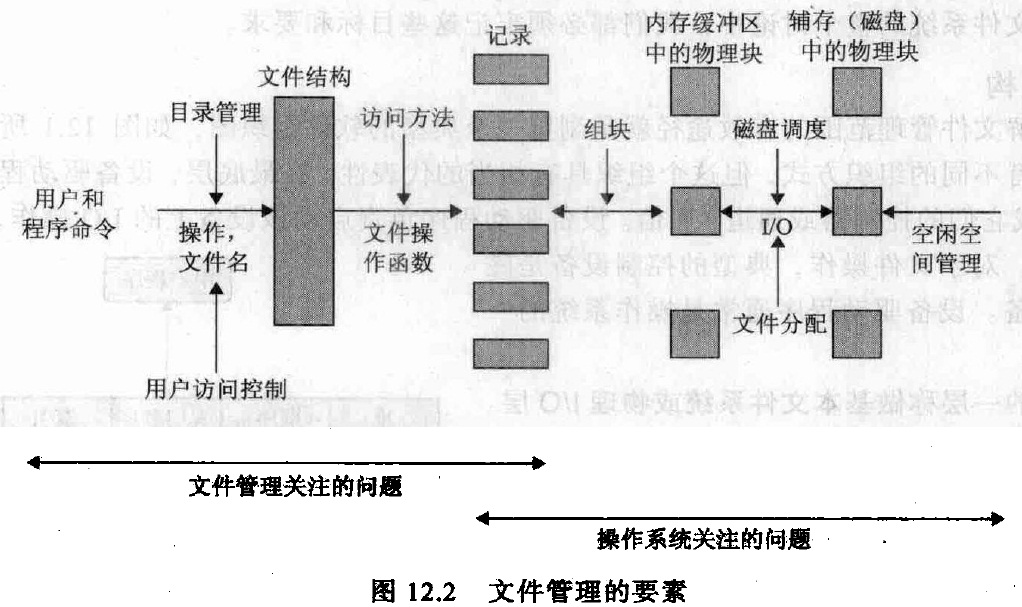 记录
内存缓冲区
中的物理块
辅存（磁盘）
中的物理块
文件结构
目录管理
访问方法
组块
磁盘调度
用户和
程序命令
操作，
文件名
文件操
作函数
I/O
空闲空
间管理
文件分配
用户访问控制
文件管理关注的问题
操作系统关注的问题
图 12.2 文件管理的要素